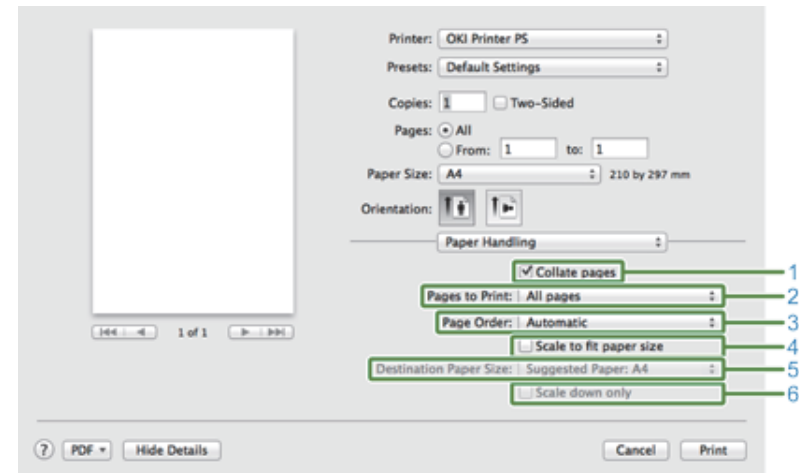 Printer: OKI Printer PS
Presets: Default Settings
Copies: 1 Two-Sided
Pages: All
From: 1 to: 1
Paper Size: A4 210 by 297 mm
Orientation:
Paper Handling
Collate pages 1
Pages to Print: All pages 2
Page Order: Automatic 3
1 of 1
Scale to fit paper size 4
Destination Paper Size: Suggested Paper: A4 5
Scale down only 6
? PDF Hide Details Cancel Print